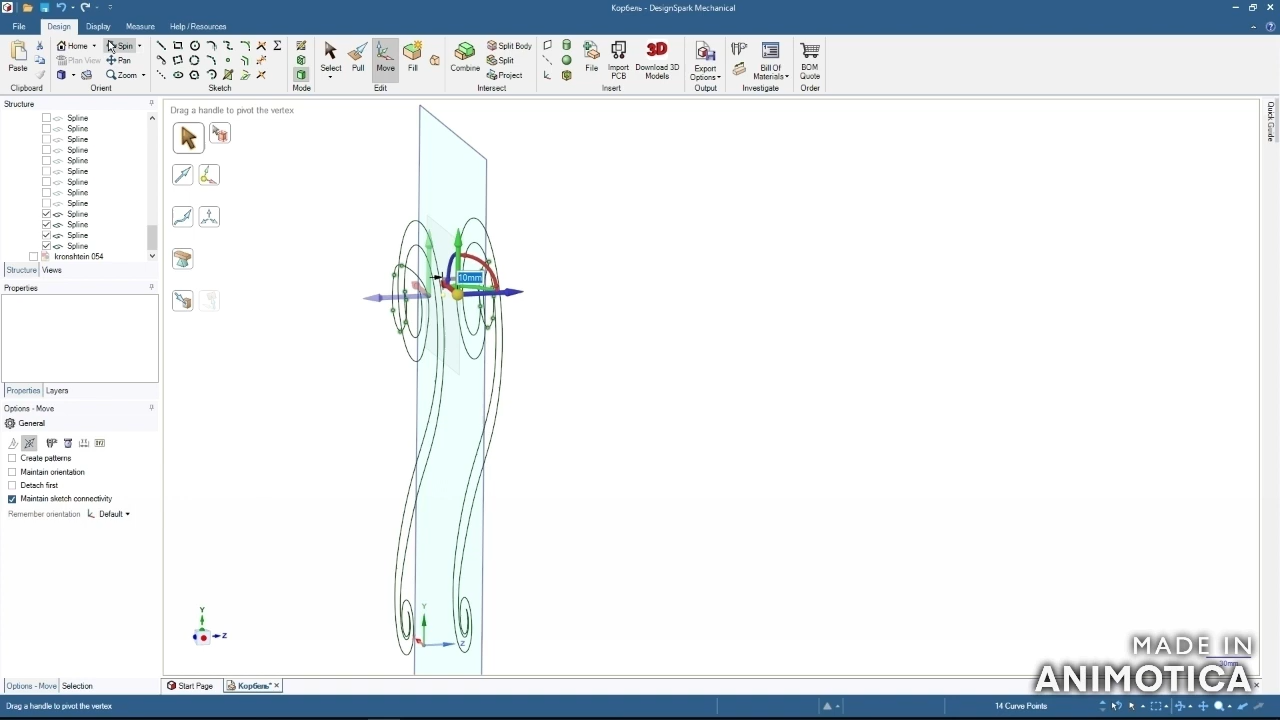 Корбель - DesignSpark Mechanical
File Design Display Measure Help / Resources
Paste
Home
Plan View
Spin
Pan
Zoom
Select Pull Move Fill
Combine
Split Body
Split
Project
File
Import PCB
Download 3D Models
3D
Export Options
Bill Of Materials
BOM Quote
Clipboard Orient Sketch Mode Edit Intersect Insert Output Investigate Order
Structure
Drag a handle to pivot the vertex
Quick Guide
Spline
Spline
Spline
Spline
Spline
Spline
Spline
Spline
Spline
Spline
Spline
Spline
Spline
kronshtein 054
Structure Views
10mm
Properties
Properties Layers
Options - Move
General
Create patterns
Maintain orientation
Detach first
Maintain sketch connectivity
Remember orientation Default
Y
Z
Y
Z
MADE IN
ANIMOTICA
Options - Move Selection
Start Page
Корбель*
Drag a handle to pivot the vertex
14 Curve Points